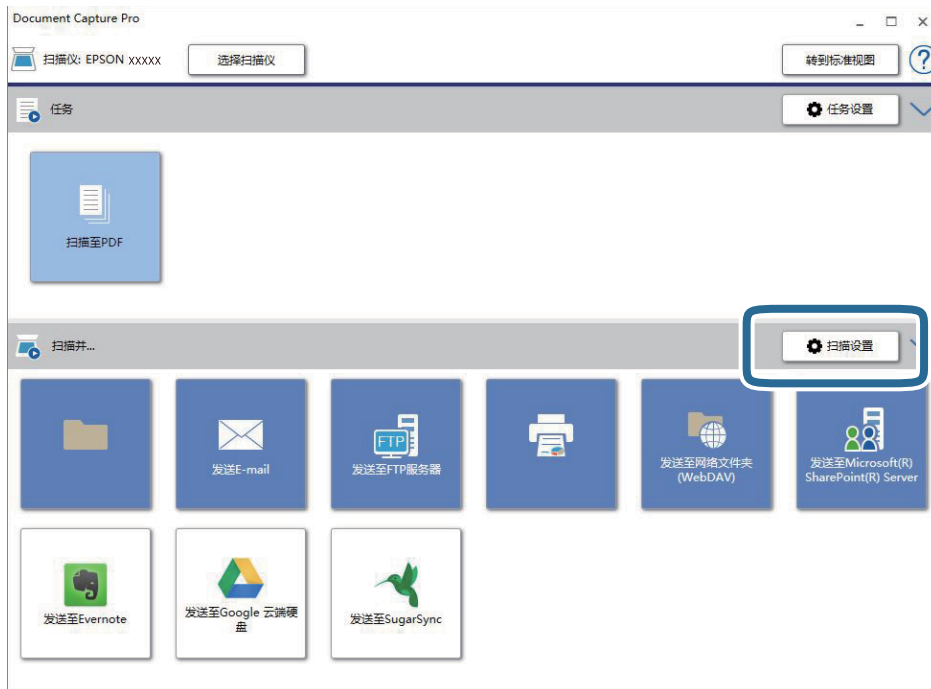 Document Capture Pro
扫描仪: EPSON xxxxx
选择扫描仪
转到标准视图
?
任务
任务设置
扫描至PDF
扫描并...
扫描设置
发送E-mail
FTP
发送至FTP服务器
发送至网络文件夹
(WebDAV)
发送至Microsoft(R)
SharePoint(R) Server
发送至Evernote
发送至Google 云端硬
盘
发送至SugarSync